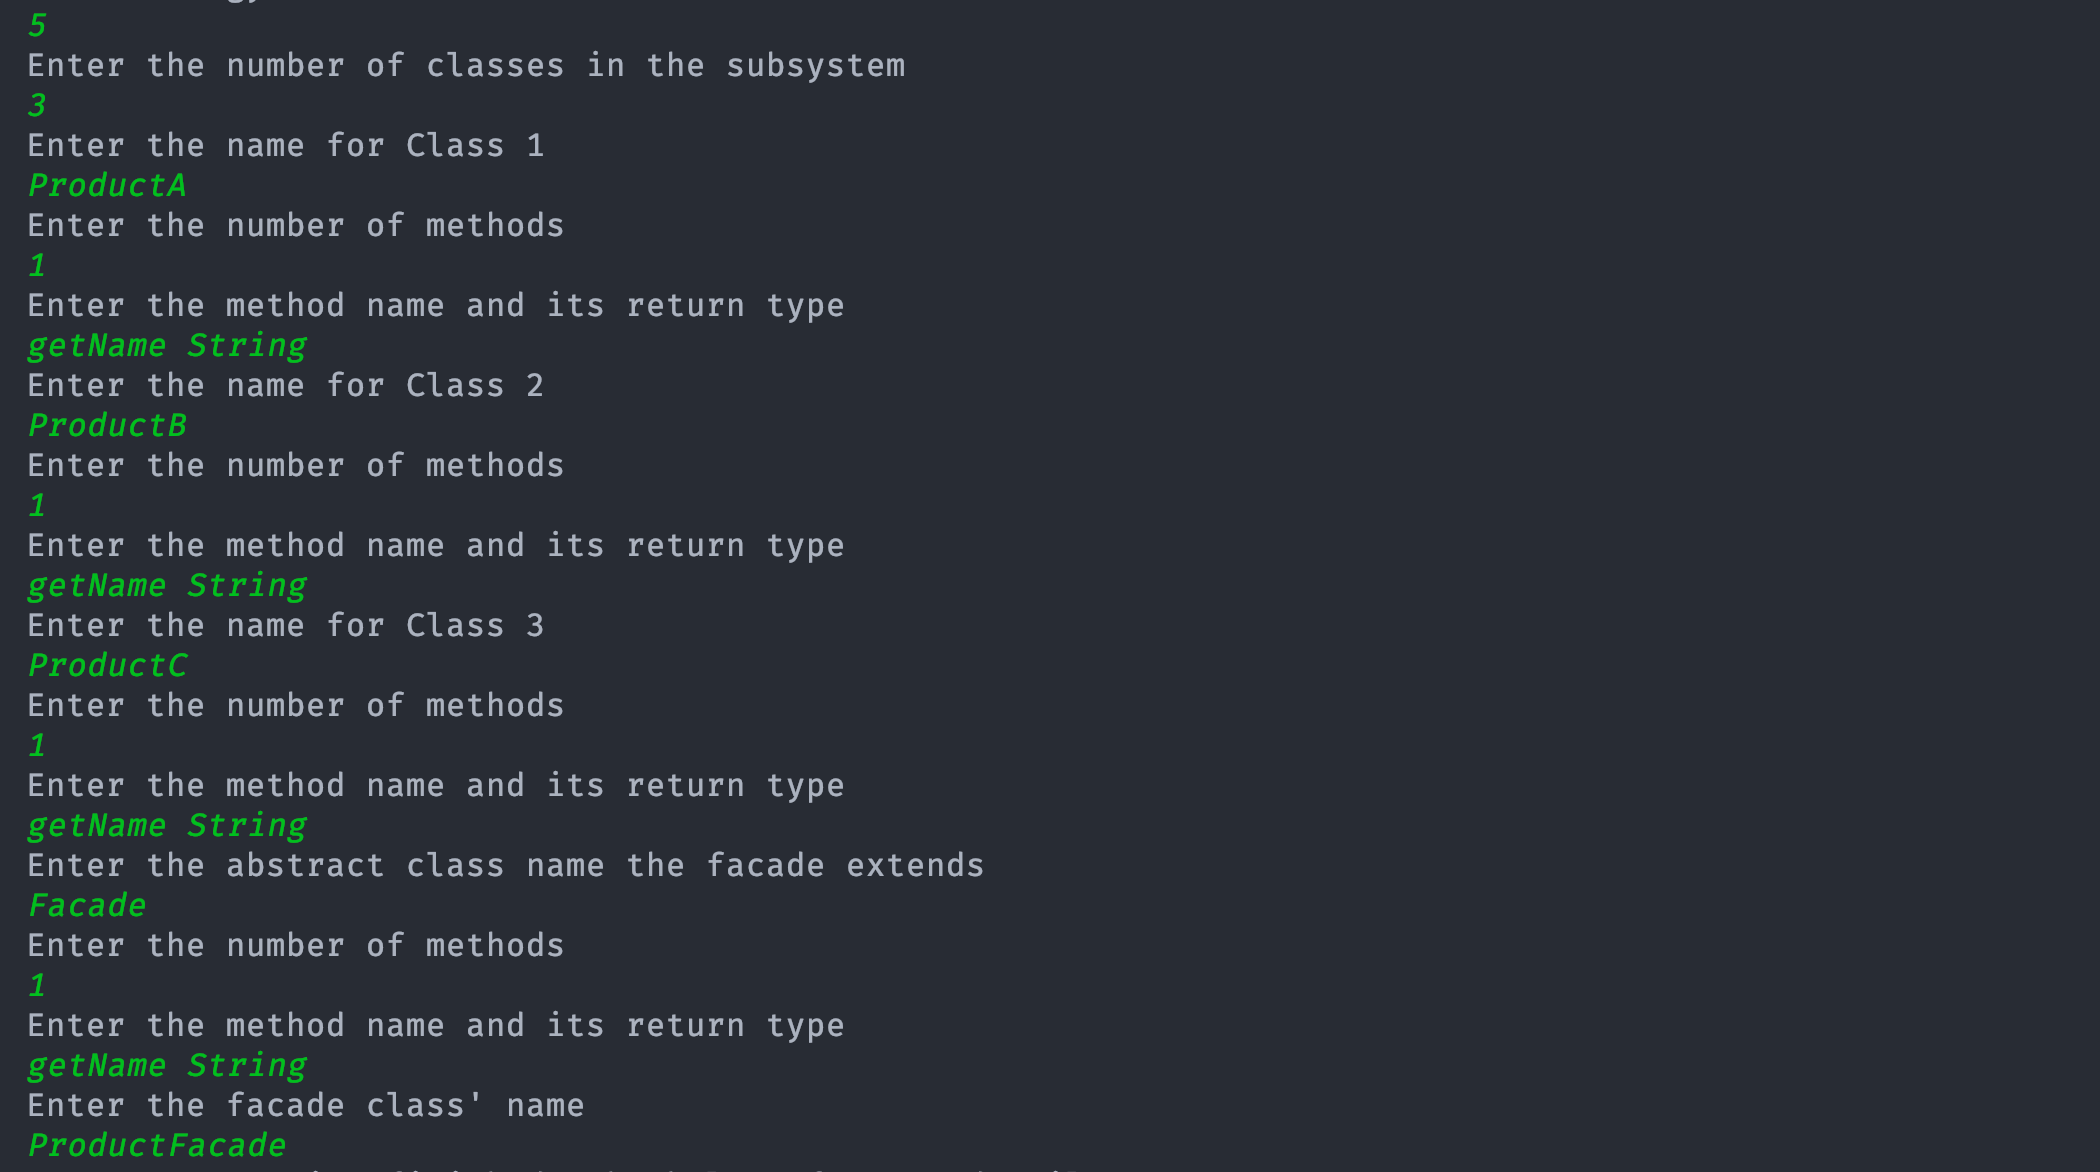 5
Enter the number of classes in the subsystem
3
Enter the name for Class 1
ProductA
Enter the number of methods
1
Enter the method name and its return type
getName String
Enter the name for Class 2
ProductB
Enter the number of methods
1
Enter the method name and its return type
getName String
Enter the name for Class 3
ProductC
Enter the number of methods
1
Enter the method name and its return type
getName String
Enter the abstract class name the facade extends
Facade
Enter the number of methods
1
Enter the method name and its return type
getName String
Enter the facade class' name
ProductFacade